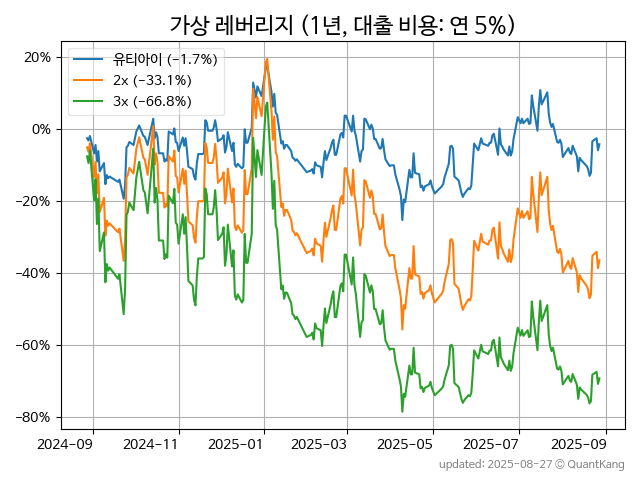 가상 레버리지 (1년, 대출 비용: 연 5%)
유티아이 (−1.7%)
2x (−33.1%)
3x (−66.8%)
20%
0%
−20%
−40%
−60%
−80%
2024-09
2024-11
2025-01
2025-03
2025-05
2025-07
2025-09
updated: 2025-08-27 © QuantKang